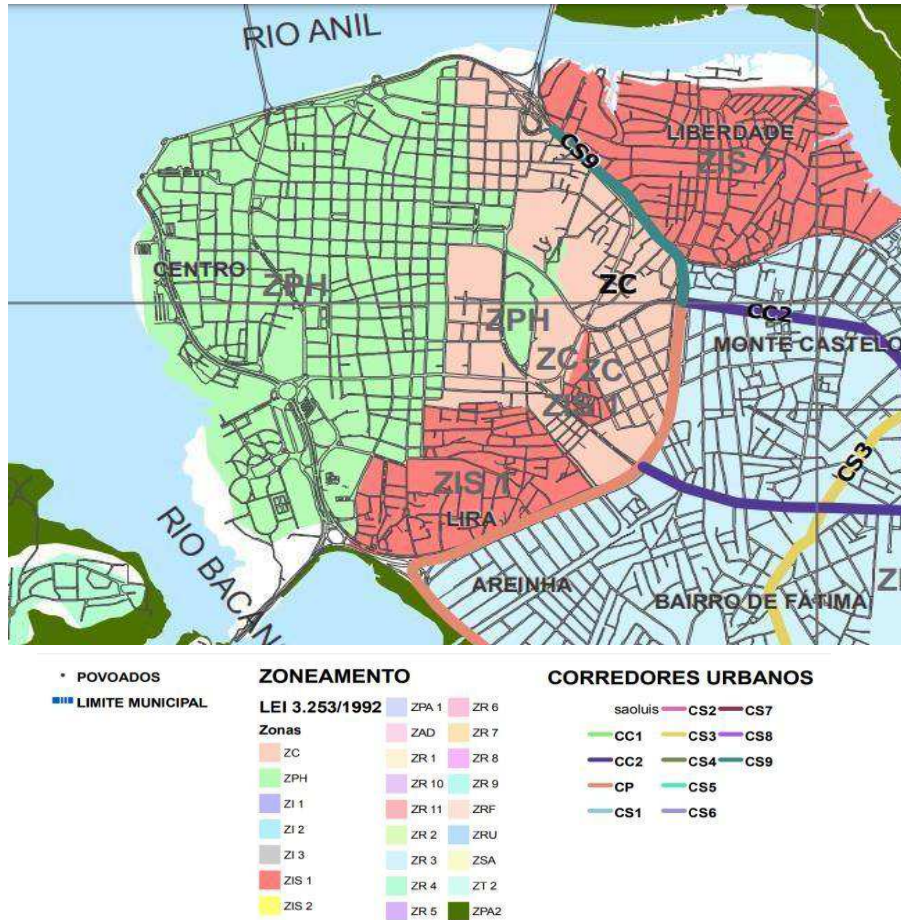 RIO ANIL
LIBERDADE
ZIS 1
CS9
CENTRO
ZPH
ZC
ZPH
CC2
MONTE CASTELO
ZC
ZC
ZIS 1
CS3
ZIS 1
LIRA
RIO BACAN
AREINHA
BAIRRO DE FÁTIMA
POVOADOS
LIMITE MUNICIPAL
ZONEAMENTO
LEI 3.253/1992
Zonas
ZC
ZPH
ZI 1
ZI 2
ZI 3
ZIS 1
ZIS 2
ZPA 1
ZAD
ZR 1
ZR 10
ZR 11
ZR 2
ZR 3
ZR 4
ZR 5
ZR 6
ZR 7
ZR 8
ZR 9
ZRF
ZRU
ZSA
ZT 2
ZPA2
CORREDORES URBANOS
saoluis
CC1
CC2
CP
CS1
CS2
CS3
CS4
CS5
CS6
CS7
CS8
CS9